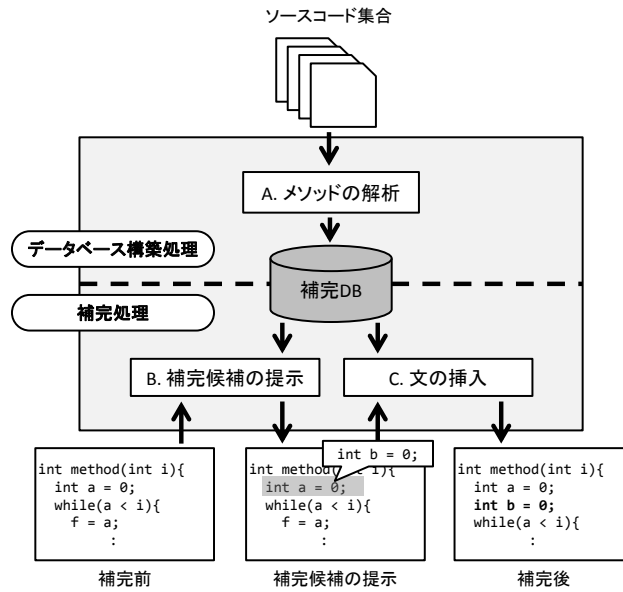 ソースコード集合
A. メソッドの解析
データベース構築処理
補完DB
補完処理
B. 補完候補の提示
C. 文の挿入
int method(int i){
  int a = 0;
  while(a < i){
    f = a;
        :
補完前
int b = 0;
int method(int i){
  int a = 0;
  while(a < i){
    f = a;
        :
補完候補の提示
int method(int i){
  int a = 0;
  int b = 0;
  while(a < i){
        :
補完後